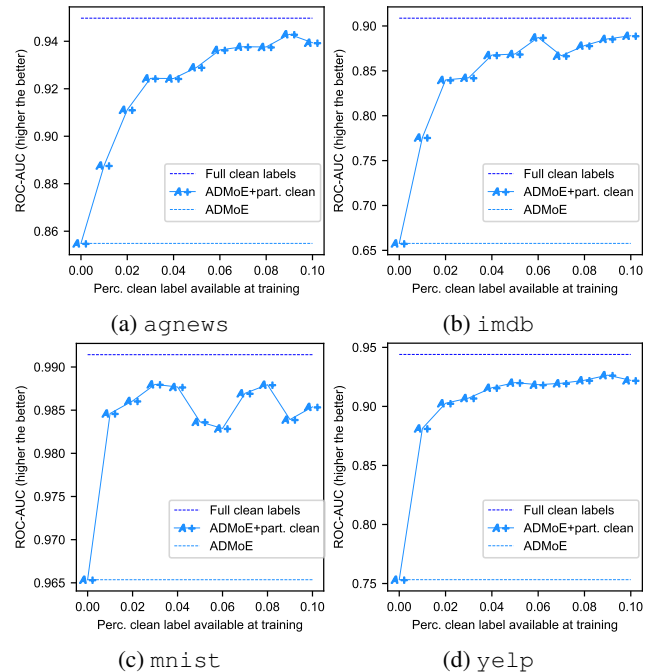 ROC-AUC (higher the better)
0.94
0.92
0.90
0.88
0.86
Full clean labels
ADMoE+part. clean
ADMoE
0.00 0.02 0.04 0.06 0.08 0.10
Perc. clean label available at training
(a) agnews
ROC-AUC (higher the better)
0.90
0.85
0.80
0.75
0.70
0.65
Full clean labels
ADMoE+part. clean
ADMoE
0.00 0.02 0.04 0.06 0.08 0.10
Perc. clean label available at training
(b) imdb
ROC-AUC (higher the better)
0.990
0.985
0.980
0.975
0.970
0.965
Full clean labels
ADMoE+part. clean
ADMoE
0.00 0.02 0.04 0.06 0.08 0.10
Perc. clean label available at training
(c) mnist
ROC-AUC (higher the better)
0.95
0.90
0.85
0.80
0.75
Full clean labels
ADMoE+part. clean
ADMoE
0.00 0.02 0.04 0.06 0.08 0.10
Perc. clean label available at training
(d) yelp